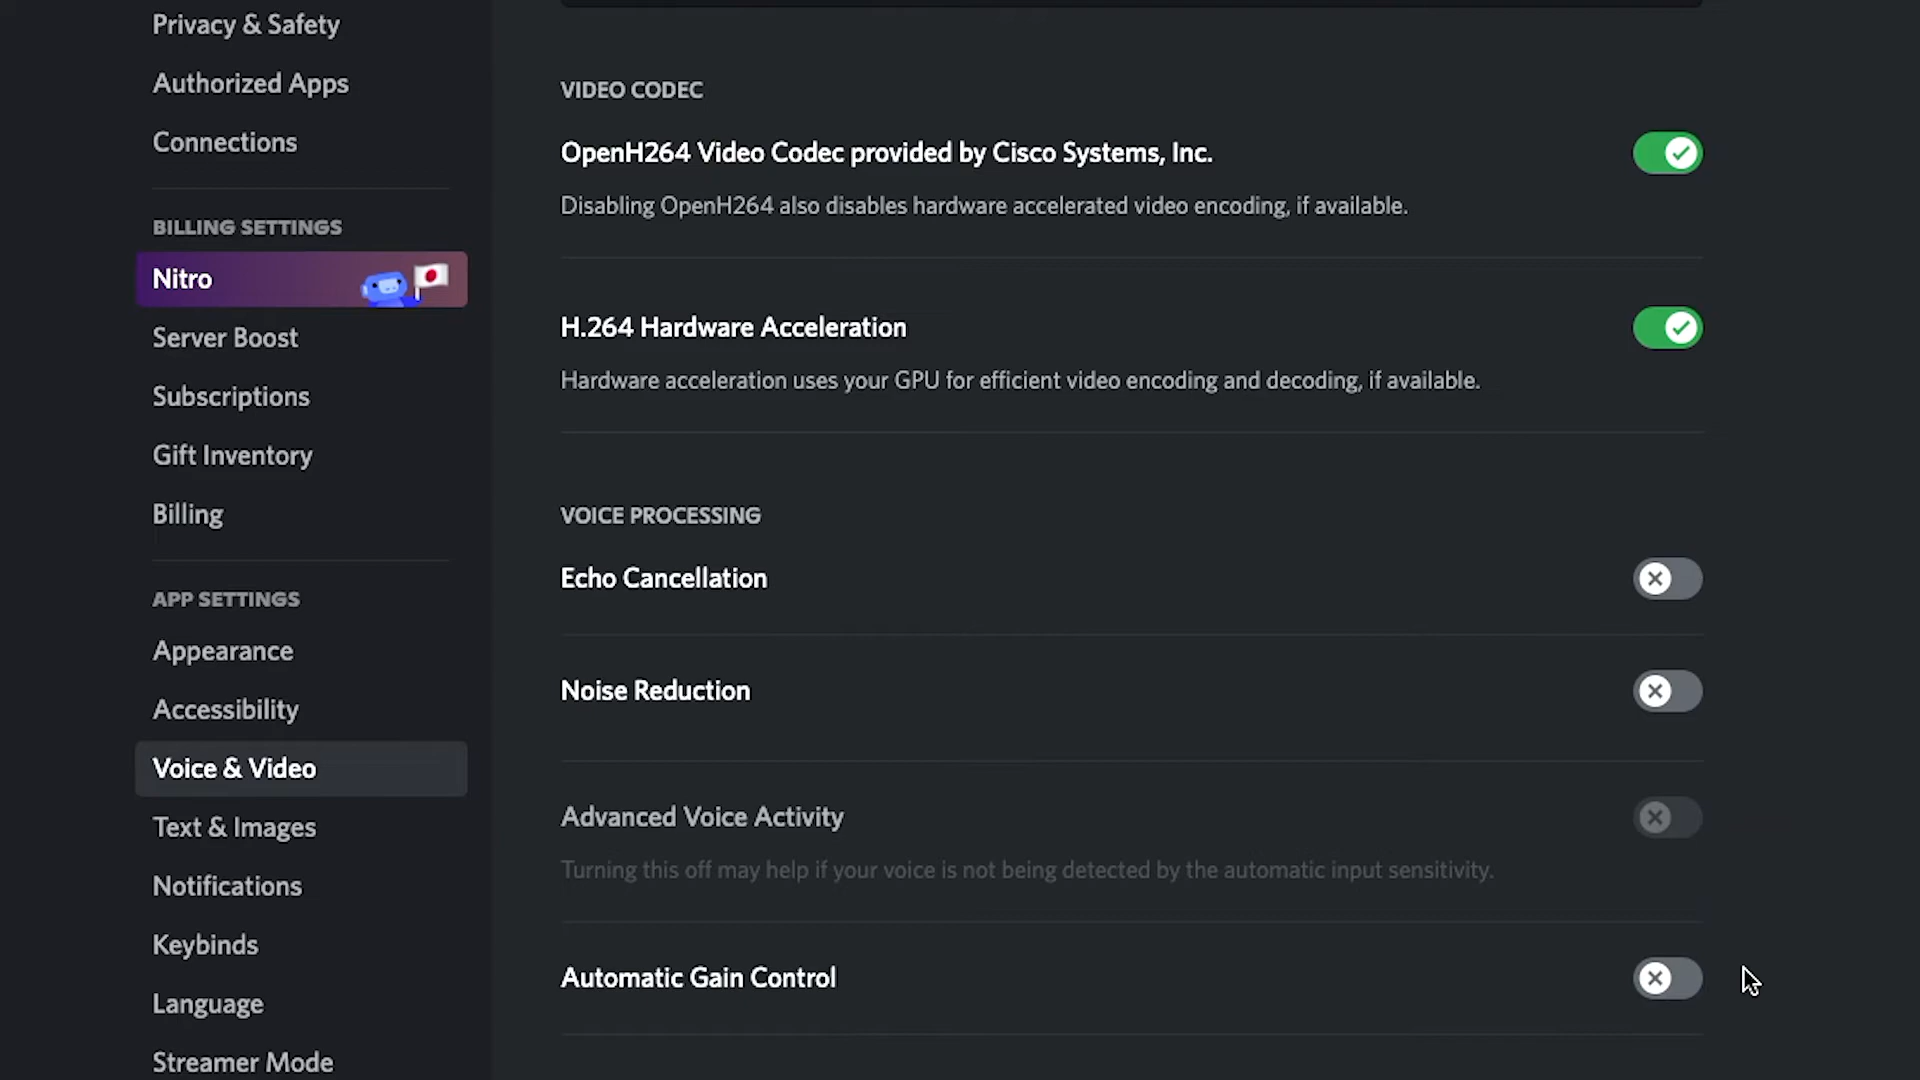 Privacy & Safety
Authorized Apps
Connections
BILLING SETTINGS
Nitro
Server Boost
Subscriptions
Gift Inventory
Billing
APP SETTINGS
Appearance
Accessibility
Voice & Video
Text & Images
Notifications
Keybinds
Language
Streamer Mode
VIDEO CODEC
OpenH264 Video Codec provided by Cisco Systems, Inc.
Disabling OpenH264 also disables hardware accelerated video encoding, if available.
H.264 Hardware Acceleration
Hardware acceleration uses your GPU for efficient video encoding and decoding, if available.
VOICE PROCESSING
Echo Cancellation
Noise Reduction
Advanced Voice Activity
Turning this off may help if your voice is not being detected by the automatic input sensitivity.
Automatic Gain Control